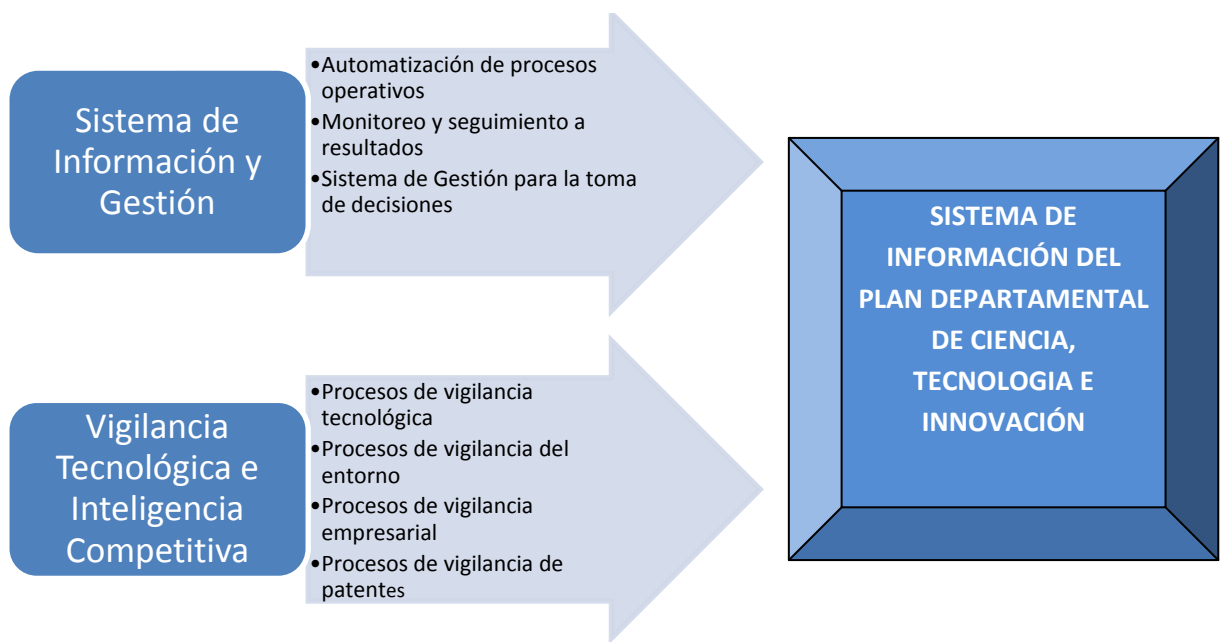 Sistema de
Información y
Gestión
•Automatización de procesos
operativos
•Monitoreo y seguimiento a
resultados
•Sistema de Gestión para la toma
de decisiones
Vigilancia
Tecnológica e
Inteligencia
Competitiva
•Procesos de vigilancia
tecnológica
•Procesos de vigilancia del
entorno
•Procesos de vigilancia
empresarial
•Procesos de vigilancia de
patentes
SISTEMA DE
INFORMACIÓN DEL
PLAN DEPARTAMENTAL
DE CIENCIA,
TECNOLOGIA E
INNOVACIÓN